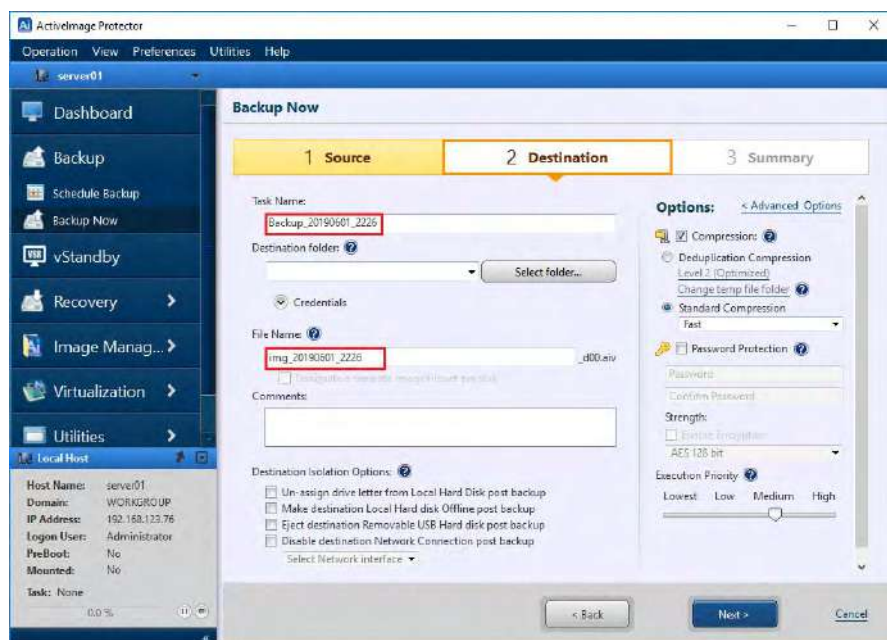 ActiveImage Protector
Operation View Preferences Utilities Help
server01
Dashboard
Backup
Schedule Backup
Backup Now
vStandby
Recovery
Image Manag...
Virtualization
Utilities
Local Host
Host Name: server01
Domain: WORKGROUP
IP Address: 192.168.123.76
Logon User: Administrator
PreBoot: No
Mounted: No
Task: None
0.0 %
Backup Now
1 Source
2 Destination
3 Summary
Task Name:
Backup_20190601_2226
Destination folder:
Select folder...
Credentials
File Name:
img_20190601_2226
_d00.aiv
Comments:
Destination Isolation Options:
Un-assign drive letter from Local Hard Disk post backup
Make destination Local Hard disk Offline post backup
Eject destination Removable USB Hard disk post backup
Disable destination Network Connection post backup
Select Network interface
Options: < Advanced Options
Compression:
Deduplication Compression
Level 2 (Optimized)
Change temp file folder
Standard Compression
Fast
Password Protection
Password
Confirm Password
Strength:
Enable Encryption
AES 128 bit
Execution Priority
Lowest Low Medium High
< Back
Next >
Cancel